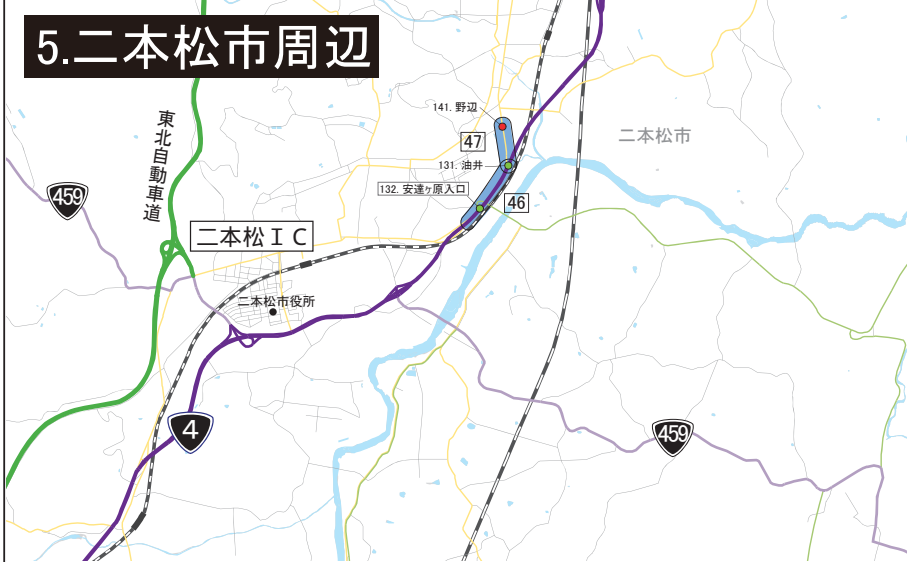 5.二本松市周辺
東北自動車道
141. 野辺
47
二本松市
131. 油井
132. 安達ヶ原入口
46
459
二本松ＩＣ
二本松市役所
4
459